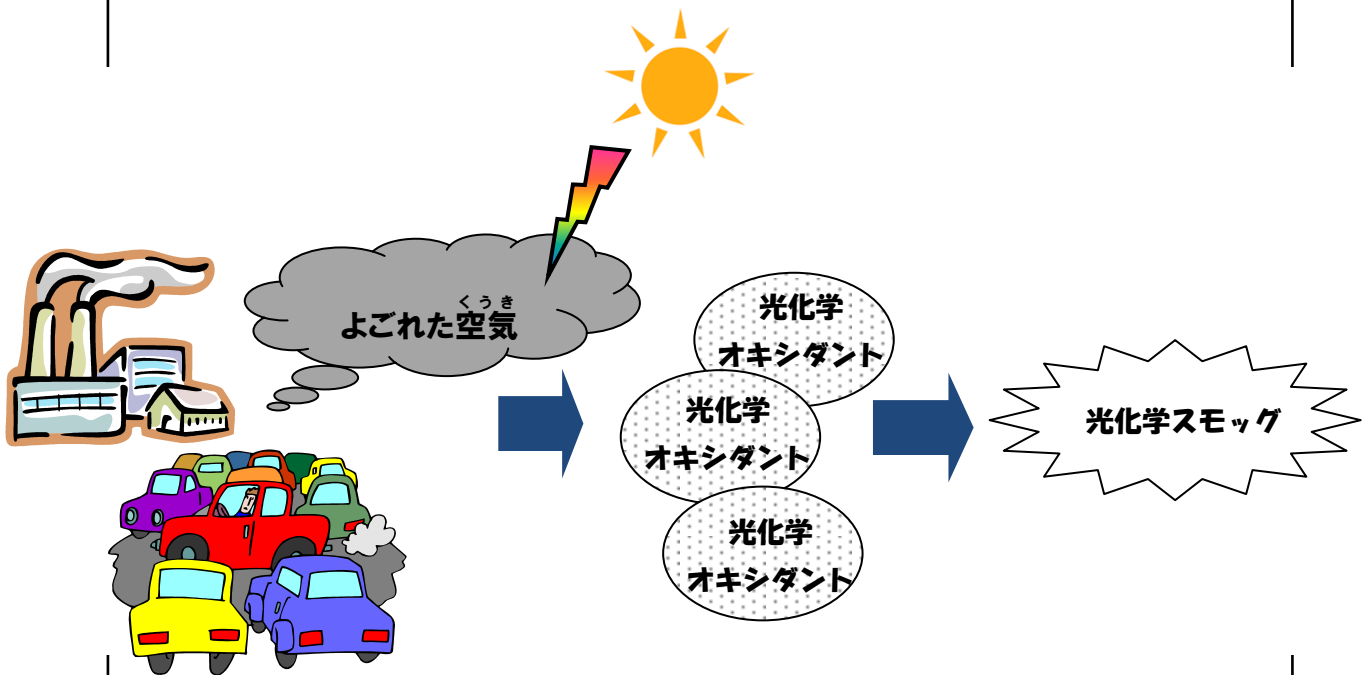 くうき
よごれた空気
光化学
オキシダント
光化学
オキシダント
光化学
オキシダント
光化学スモッグ